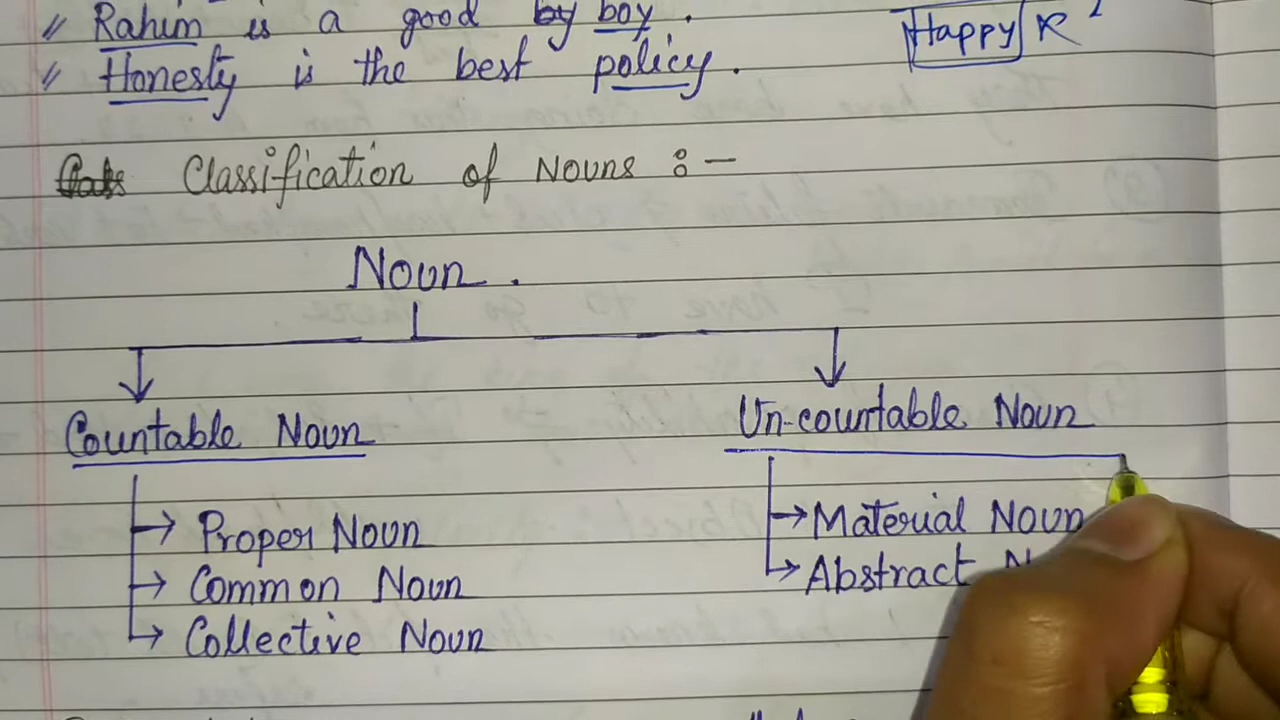 " Rahim is a good boy .
Happy
" Honesty is the best policy .
Classification of Nouns :-
Noun .
Countable Noun
Un-countable Noun
Proper Noun
Material Noun
Common Noun
Abstract
Collective Noun